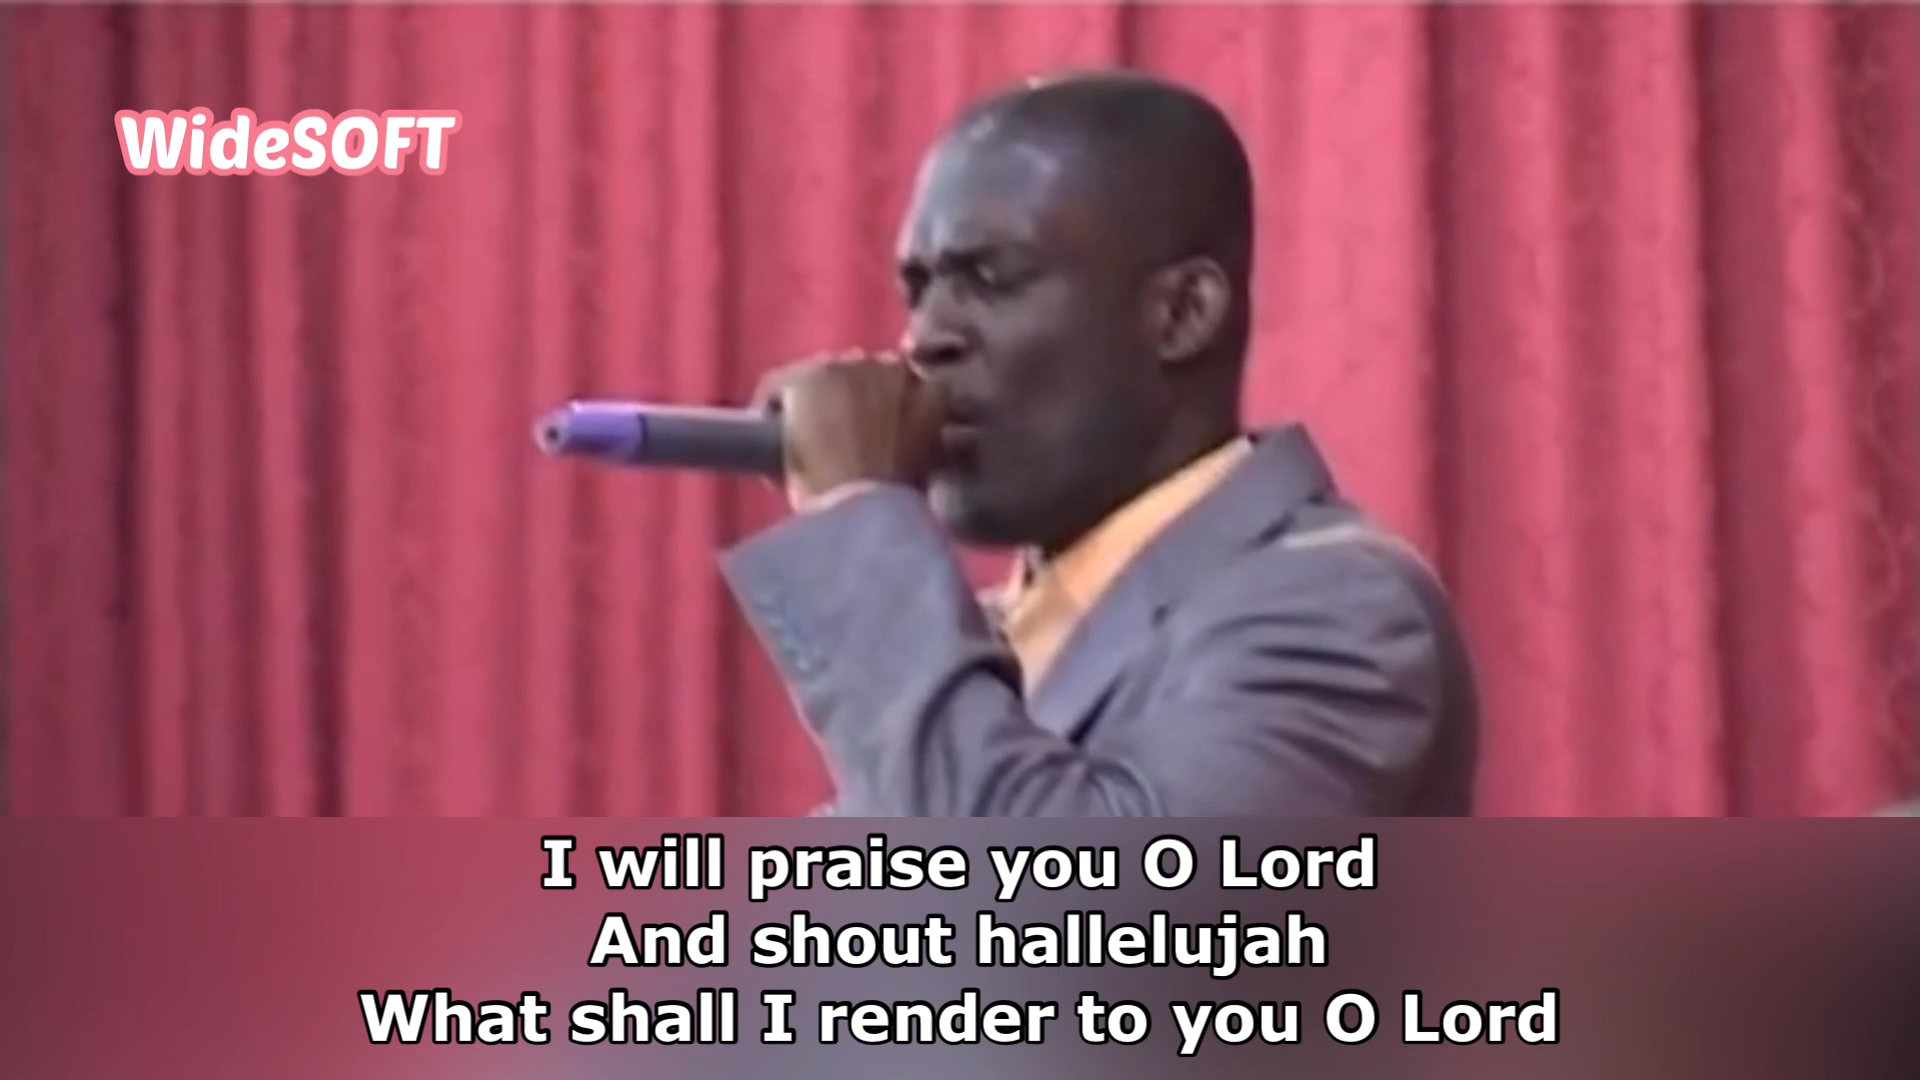 WideSOFT
I will praise you O Lord
And shout hallelujah
What shall I render to you O Lord